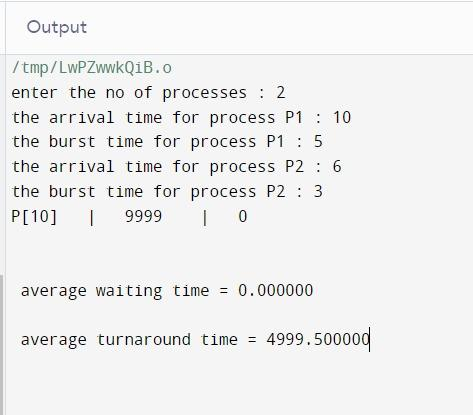 Output
/tmp/LwPZwwkQiB.o
enter the no of processes : 2
the arrival time for process P1 : 10
the burst time for process P1 : 5
the arrival time for process P2 : 6
the burst time for process P2 : 3
P[10]   |   9999    |   0
average waiting time = 0.000000
average turnaround time = 4999.500000